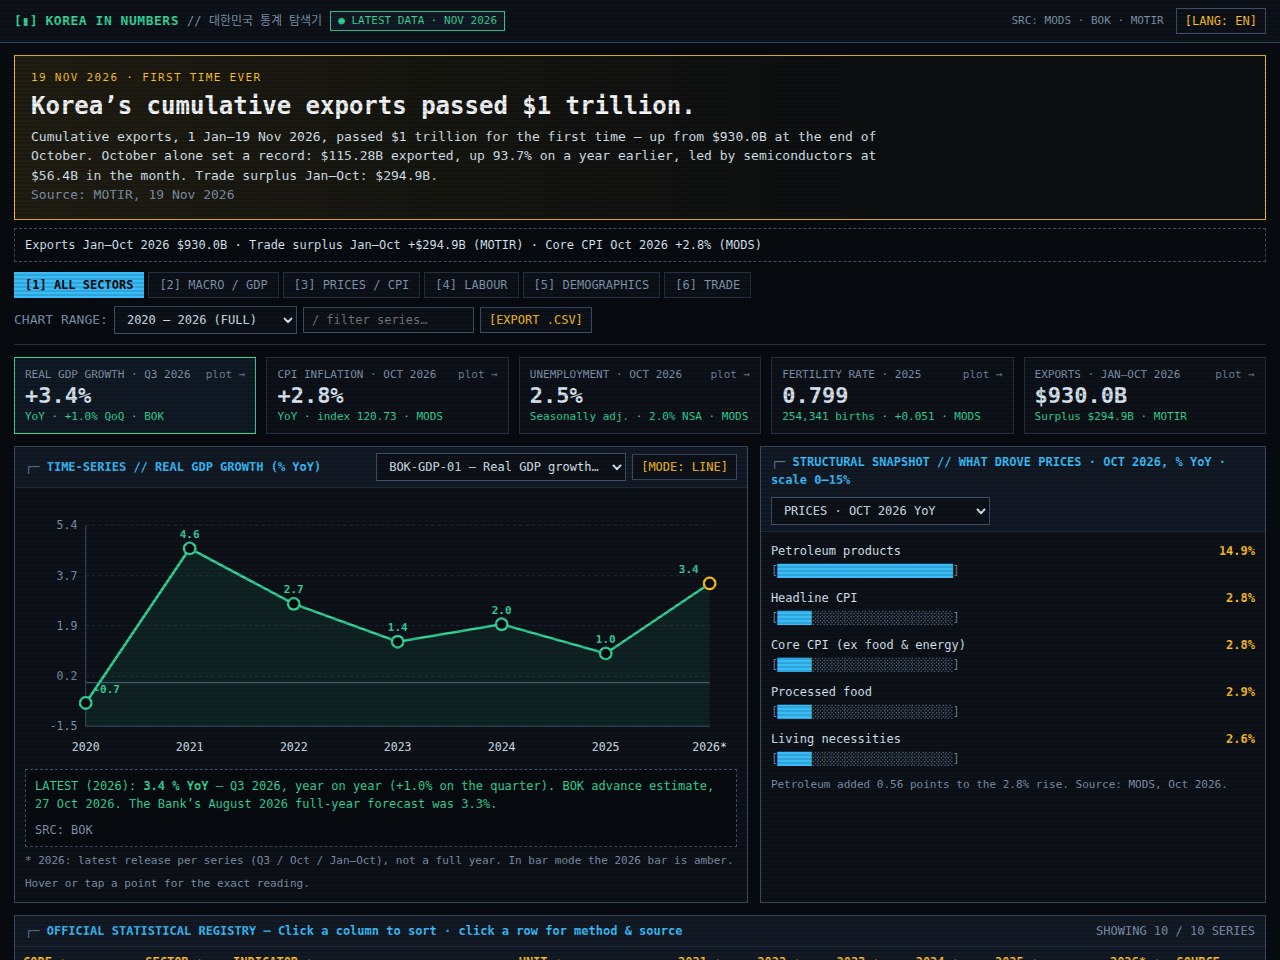 [▮] KOREA IN NUMBERS // 대한민국 통계 탐색기 ● LATEST DATA · NOV 2026
SRC: MODS · BOK · MOTIR [LANG: EN]
19 NOV 2026 · FIRST TIME EVER
Korea’s cumulative exports passed $1 trillion.
Cumulative exports, 1 Jan–19 Nov 2026, passed $1 trillion for the first time — up from $930.0B at the end of
October. October alone set a record: $115.28B exported, up 93.7% on a year earlier, led by semiconductors at
$56.4B in the month. Trade surplus Jan–Oct: $294.9B.
Source: MOTIR, 19 Nov 2026
Exports Jan–Oct 2026 $930.0B · Trade surplus Jan–Oct +$294.9B (MOTIR) · Core CPI Oct 2026 +2.8% (MODS)
[1] ALL SECTORS [2] MACRO / GDP [3] PRICES / CPI [4] LABOUR [5] DEMOGRAPHICS [6] TRADE
CHART RANGE: 2020 — 2026 (FULL) / filter series… [EXPORT .CSV]
REAL GDP GROWTH · Q3 2026 plot →
+3.4%
YoY · +1.0% QoQ · BOK
CPI INFLATION · OCT 2026 plot →
+2.8%
YoY · index 120.73 · MODS
UNEMPLOYMENT · OCT 2026 plot →
2.5%
Seasonally adj. · 2.0% NSA · MODS
FERTILITY RATE · 2025 plot →
0.799
254,341 births · +0.051 · MODS
EXPORTS · JAN–OCT 2026 plot →
$930.0B
Surplus $294.9B · MOTIR
┌─ TIME-SERIES // REAL GDP GROWTH (% YoY) BOK-GDP-01 — Real GDP growth… [MODE: LINE]
5.4
3.7
1.9
0.2
-1.5
-0.7
4.6
2.7
1.4
2.0
1.0
3.4
2020 2021 2022 2023 2024 2025 2026*
LATEST (2026): 3.4 % YoY — Q3 2026, year on year (+1.0% on the quarter). BOK advance estimate,
27 Oct 2026. The Bank’s August 2026 full-year forecast was 3.3%.
SRC: BOK
* 2026: latest release per series (Q3 / Oct / Jan–Oct), not a full year. In bar mode the 2026 bar is amber.
Hover or tap a point for the exact reading.
┌─ STRUCTURAL SNAPSHOT // WHAT DROVE PRICES · OCT 2026, % YoY ·
scale 0–15%
PRICES · OCT 2026 YoY
Petroleum products 14.9%
Headline CPI 2.8%
Core CPI (ex food & energy) 2.8%
Processed food 2.9%
Living necessities 2.6%
Petroleum added 0.56 points to the 2.8% rise. Source: MODS, Oct 2026.
┌─ OFFICIAL STATISTICAL REGISTRY — Click a column to sort · click a row for method & source SHOWING 10 / 10 SERIES
CODE SECTOR INDICATOR UNIT 2021 2022 2023 2024 2025 2026* SOURCE